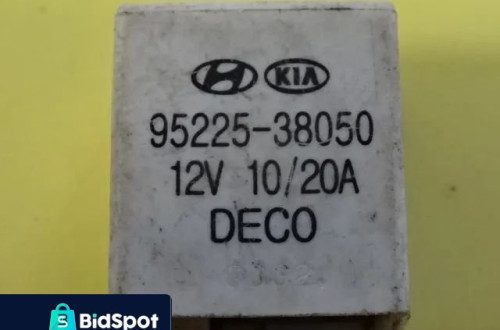 KIA
95225-38050
12V 10/20A
DECO
BidSpot